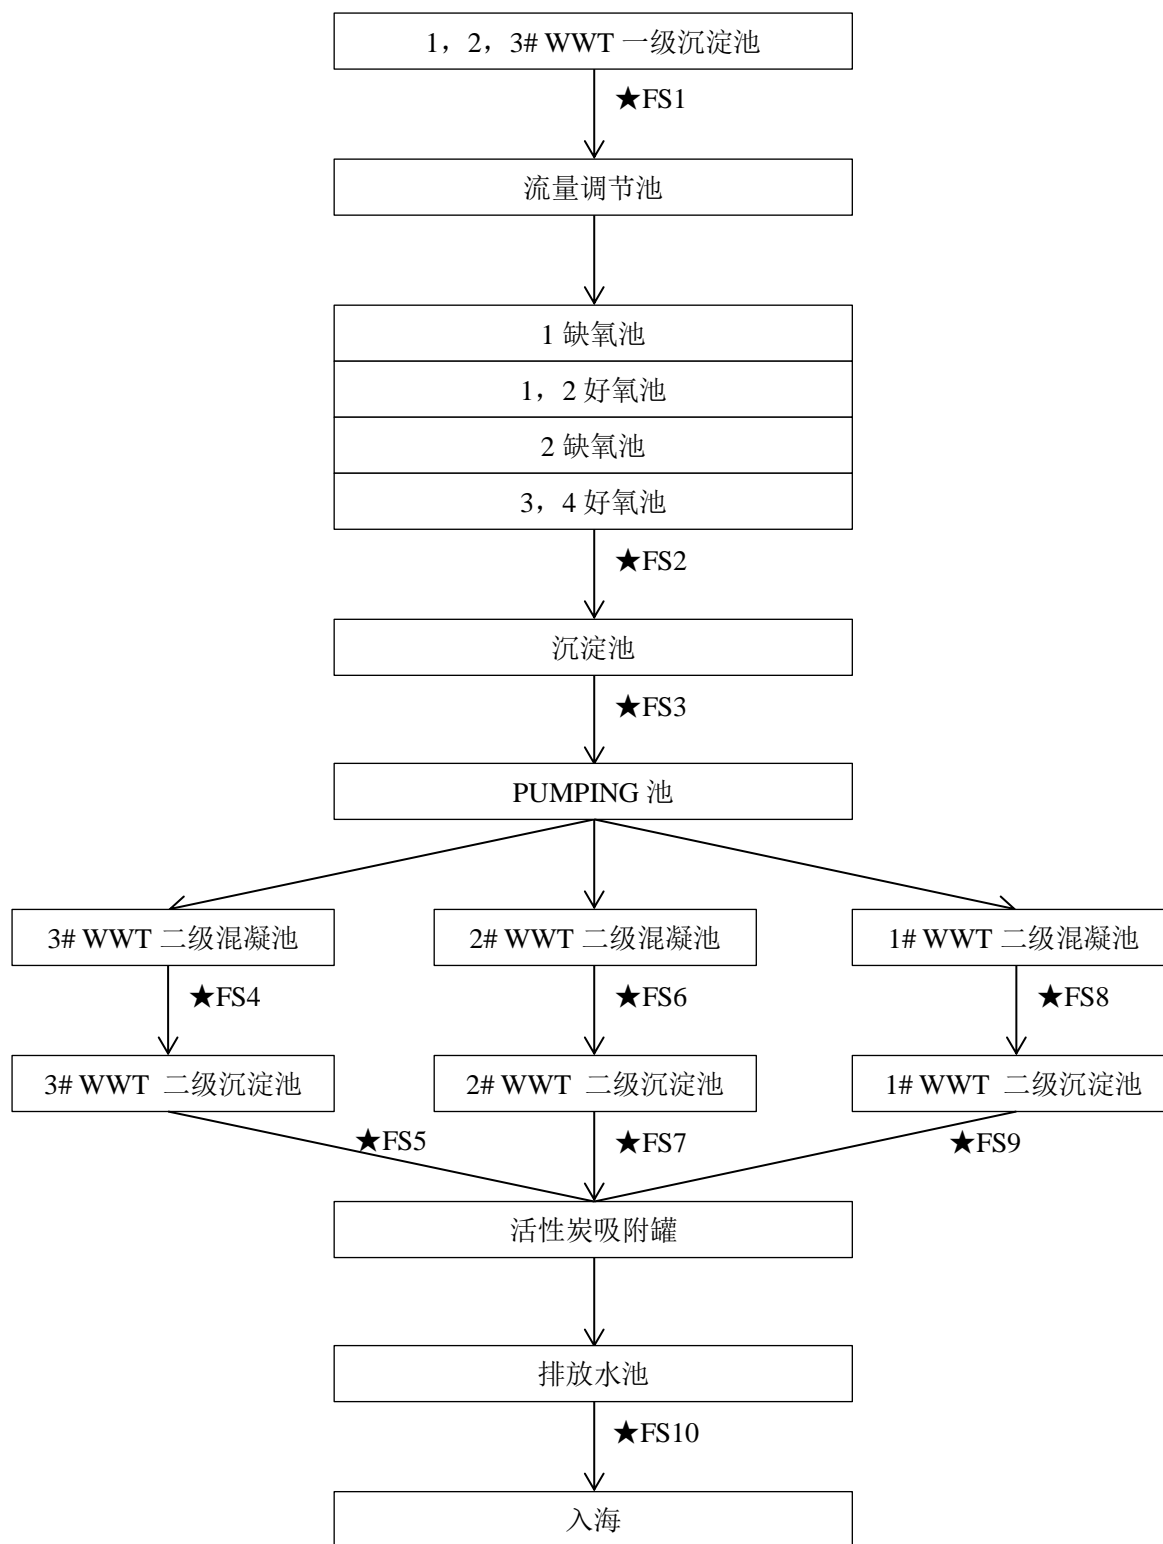 1，2，3# WWT 一级沉淀池
★FS1
流量调节池
1 缺氧池
1，2 好氧池
2 缺氧池
3，4 好氧池
★FS2
沉淀池
★FS3
PUMPING 池
3# WWT 二级混凝池
2# WWT 二级混凝池
1# WWT 二级混凝池
★FS4
★FS6
★FS8
3# WWT 二级沉淀池
2# WWT 二级沉淀池
1# WWT 二级沉淀池
★FS5
★FS7
★FS9
活性炭吸附罐
排放水池
★FS10
入海